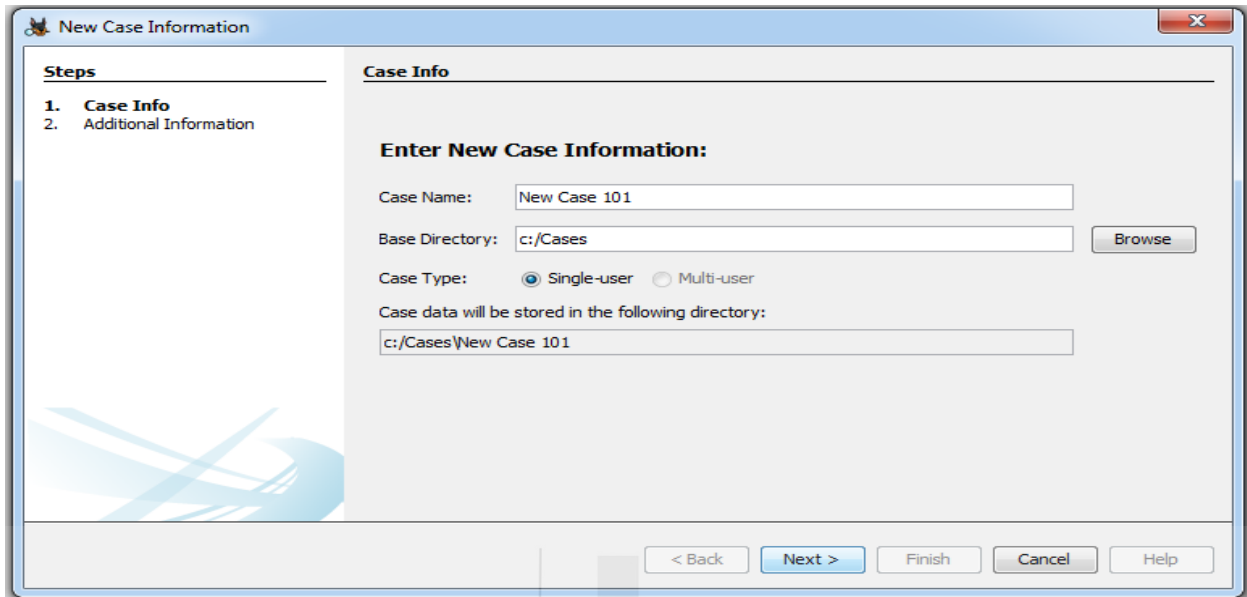 New Case Information
Steps
1. Case Info
2. Additional Information
Case Info
Enter New Case Information:
Case Name: New Case 101
Base Directory: c:/Cases Browse
Case Type: Single-user Multi-user
Case data will be stored in the following directory:
c:/Cases\New Case 101
< Back Next > Finish Cancel Help